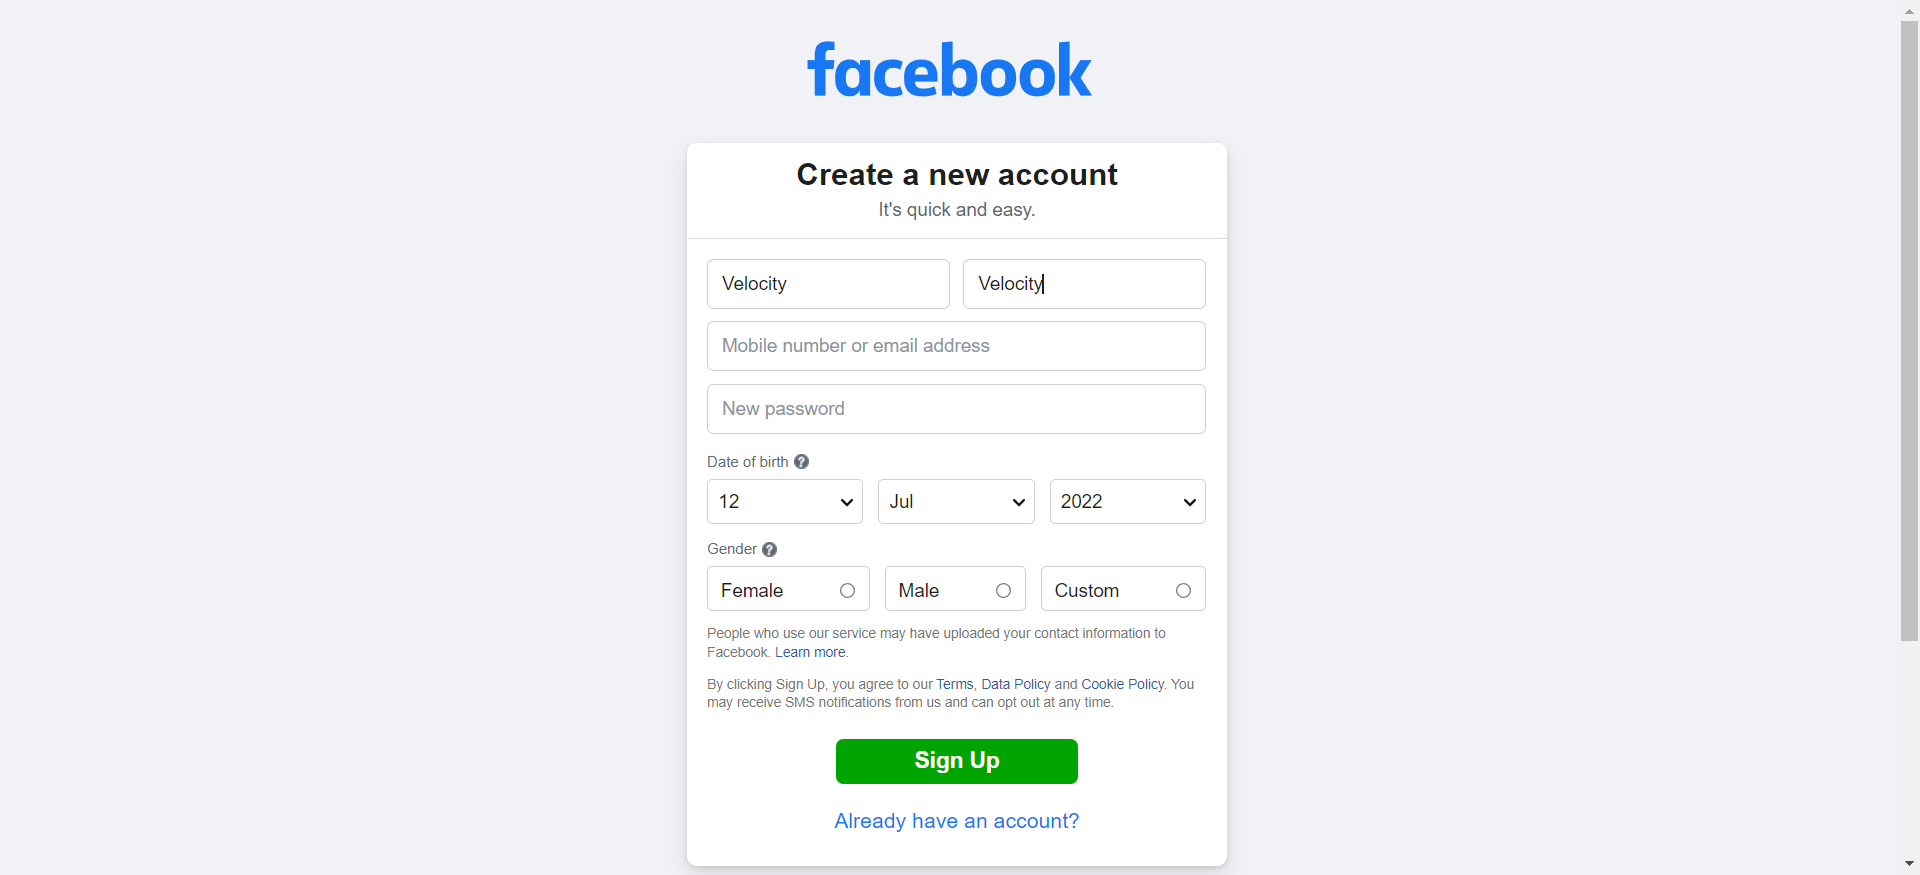 facebook
Create a new account
It's quick and easy.
Velocity Velocity
Mobile number or email address
New password
Date of birth ?
12 Jul 2022
Gender ?
Female Male Custom
People who use our service may have uploaded your contact information to
Facebook. Learn more.
By clicking Sign Up, you agree to our Terms, Data Policy and Cookie Policy. You
may receive SMS notifications from us and can opt out at any time.
Sign Up
Already have an account?